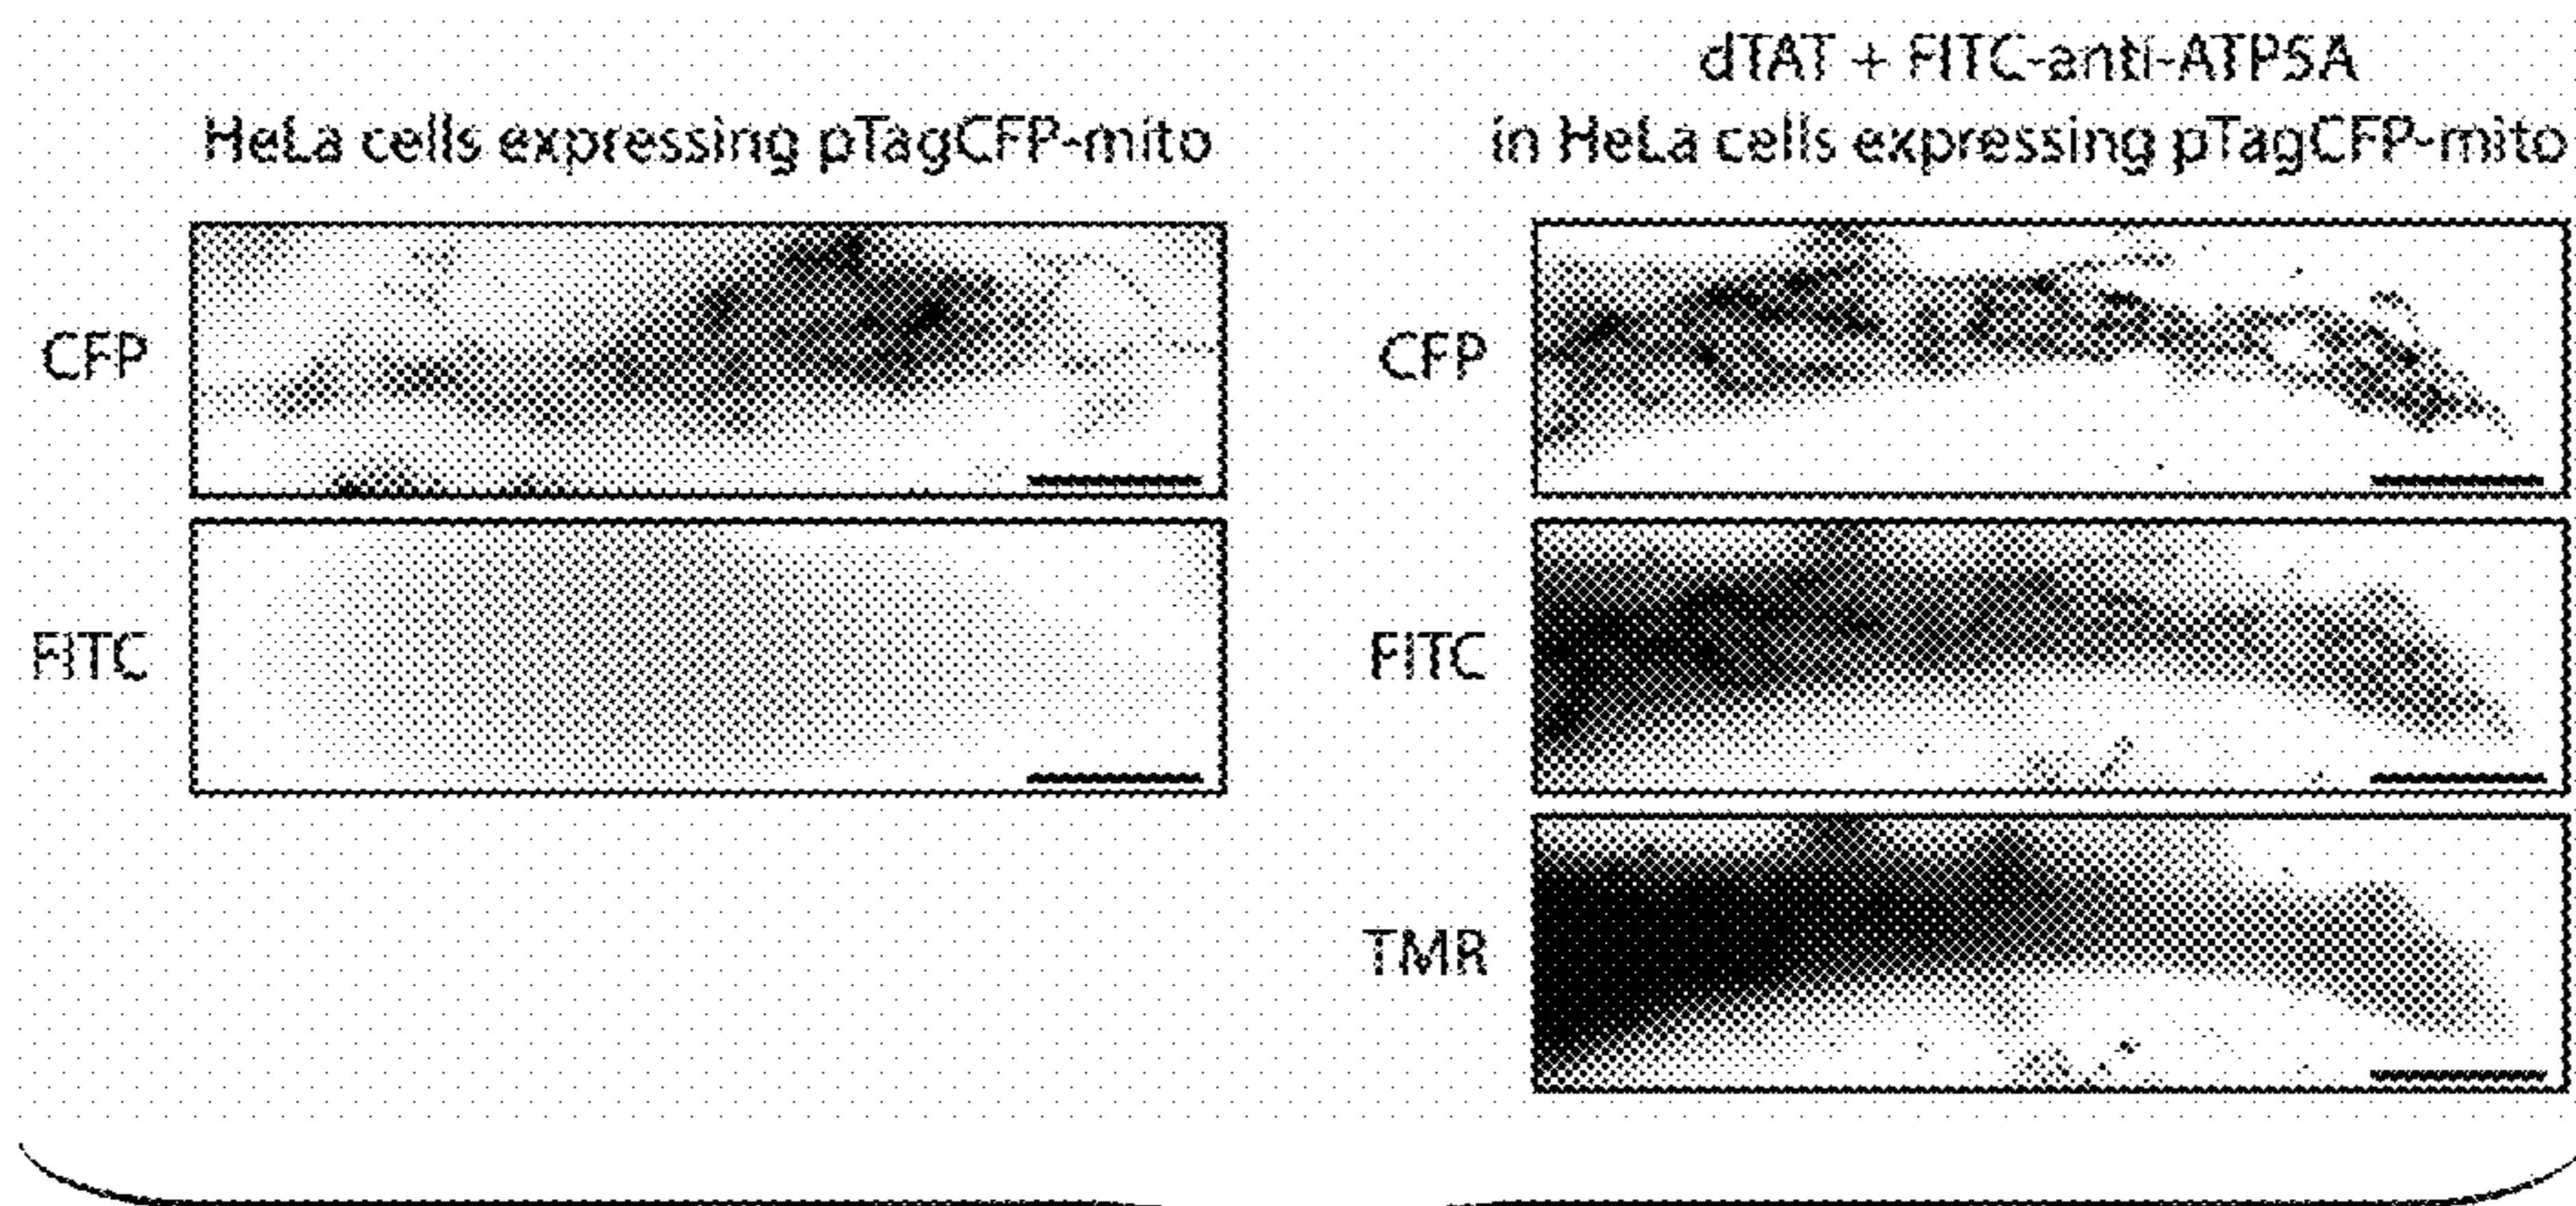 HeLa cells expressing pTagCFP-mito
CFP
FITC
dTAT + FITC-anti-ATP5A
in HeLa cells expressing pTagCFP-mito
CFP
FITC
TMR